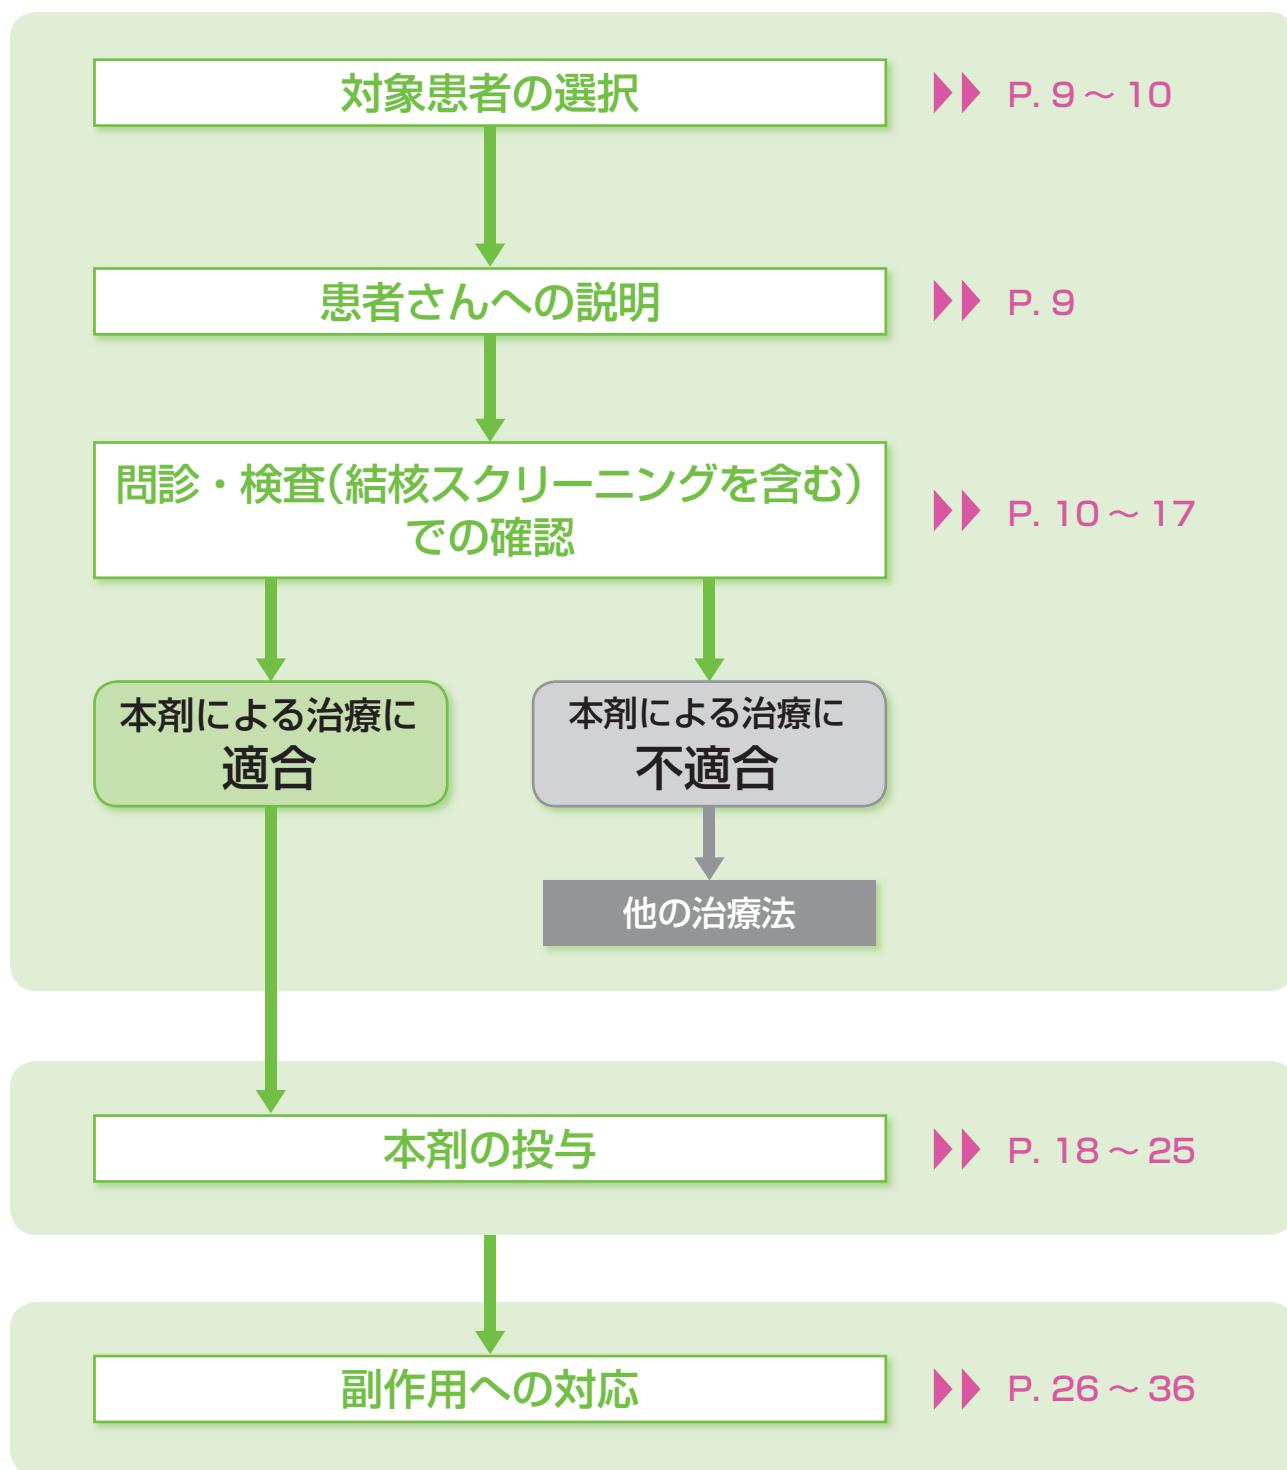 対象患者の選択
P. 9～10
患者さんへの説明
P. 9
問診・検査(結核スクリーニングを含む)
での確認
P. 10～17
本剤による治療に
適合
本剤による治療に
不適合
他の治療法
本剤の投与
P. 18～25
副作用への対応
P. 26～36